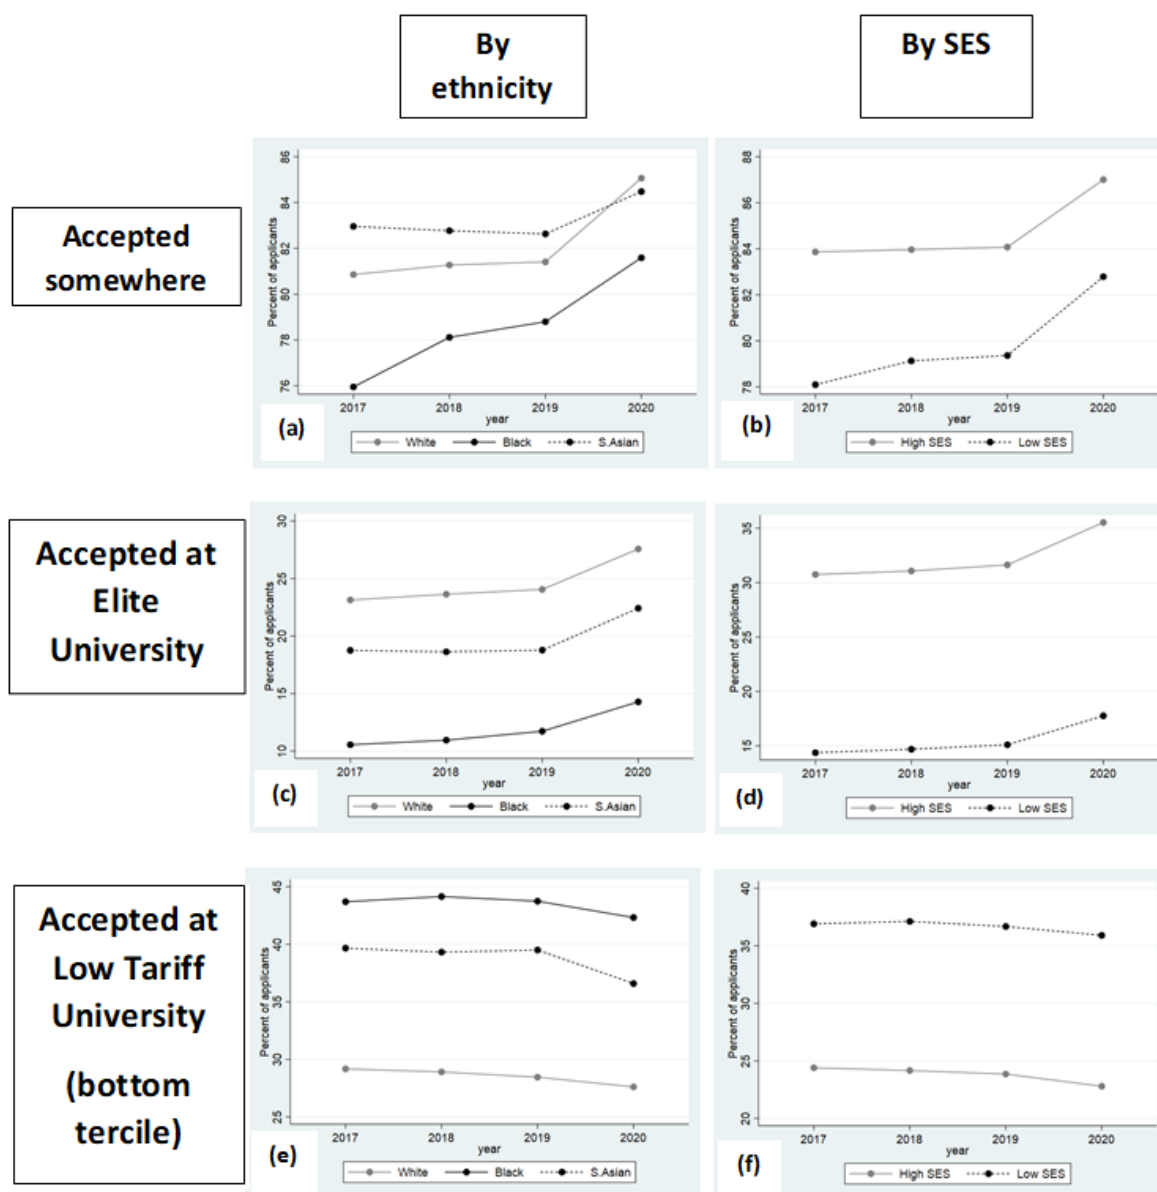 By
ethnicity
By SES
Accepted
somewhere
Percent of applicants
86
84
82
80
78
76
2017 2018 2019 2020
year
(a)
White Black S.Asian
Percent of applicants
88
86
84
82
80
78
2017 2018 2019 2020
year
(b)
High SES Low SES
Accepted at
Elite
University
Percent of applicants
30
25
20
15
10
2017 2018 2019 2020
year
(c)
White Black S.Asian
Percent of applicants
35
30
25
20
15
2017 2018 2019 2020
year
(d)
High SES Low SES
Accepted at
Low Tariff
University
(bottom
tercile)
Percent of applicants
45
40
35
30
25
2017 2018 2019 2020
year
(e)
White Black S.Asian
Percent of applicants
40
35
30
25
20
2017 2018 2019 2020
year
(f)
High SES Low SES